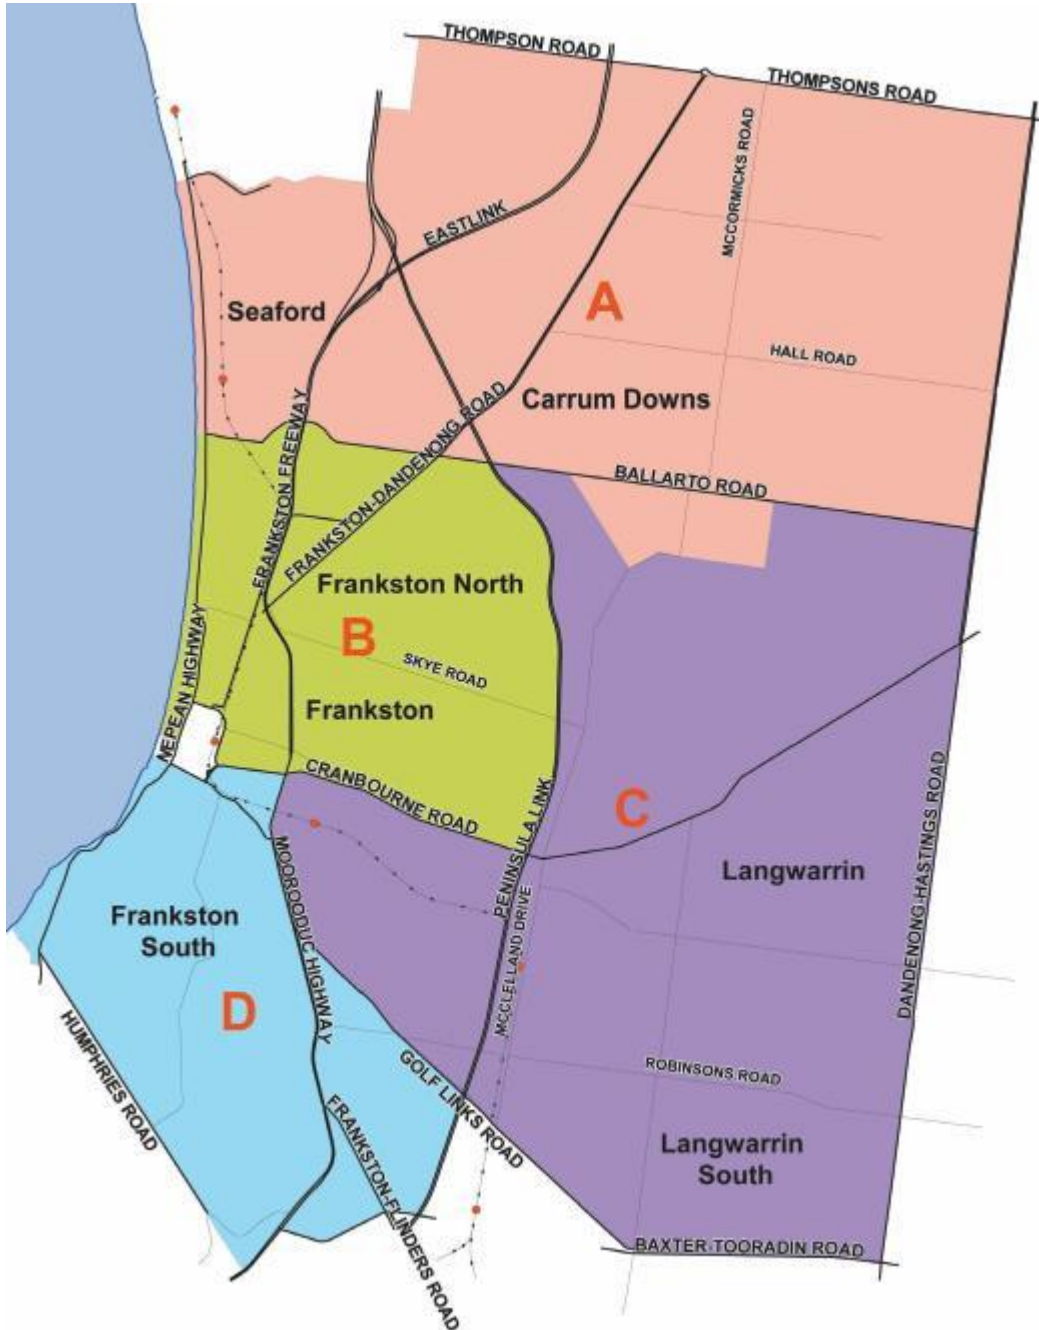 THOMPSON ROAD
THOMPSONS ROAD
MCCORMICKS ROAD
EASTLINK
Seaford
A
HALL ROAD
Carrum Downs
FRANKSTON FREEWAY
FRANKSTON-DANDENONG ROAD
BALLARTO ROAD
Frankston North
B
SKYE ROAD
NEPEAN HIGHWAY
Frankston
CRANBOURNE ROAD
PENINSULA LINK
C
Langwarrin
DANDENONG-HASTINGS ROAD
MOOROODUC HIGHWAY
MCCLELLAND DRIVE
Frankston
South
D
HUMPHRIES ROAD
GOLF LINKS ROAD
ROBINSONS ROAD
FRANKSTON-FLINDERS ROAD
Langwarrin
South
BAXTER-TOORADIN ROAD